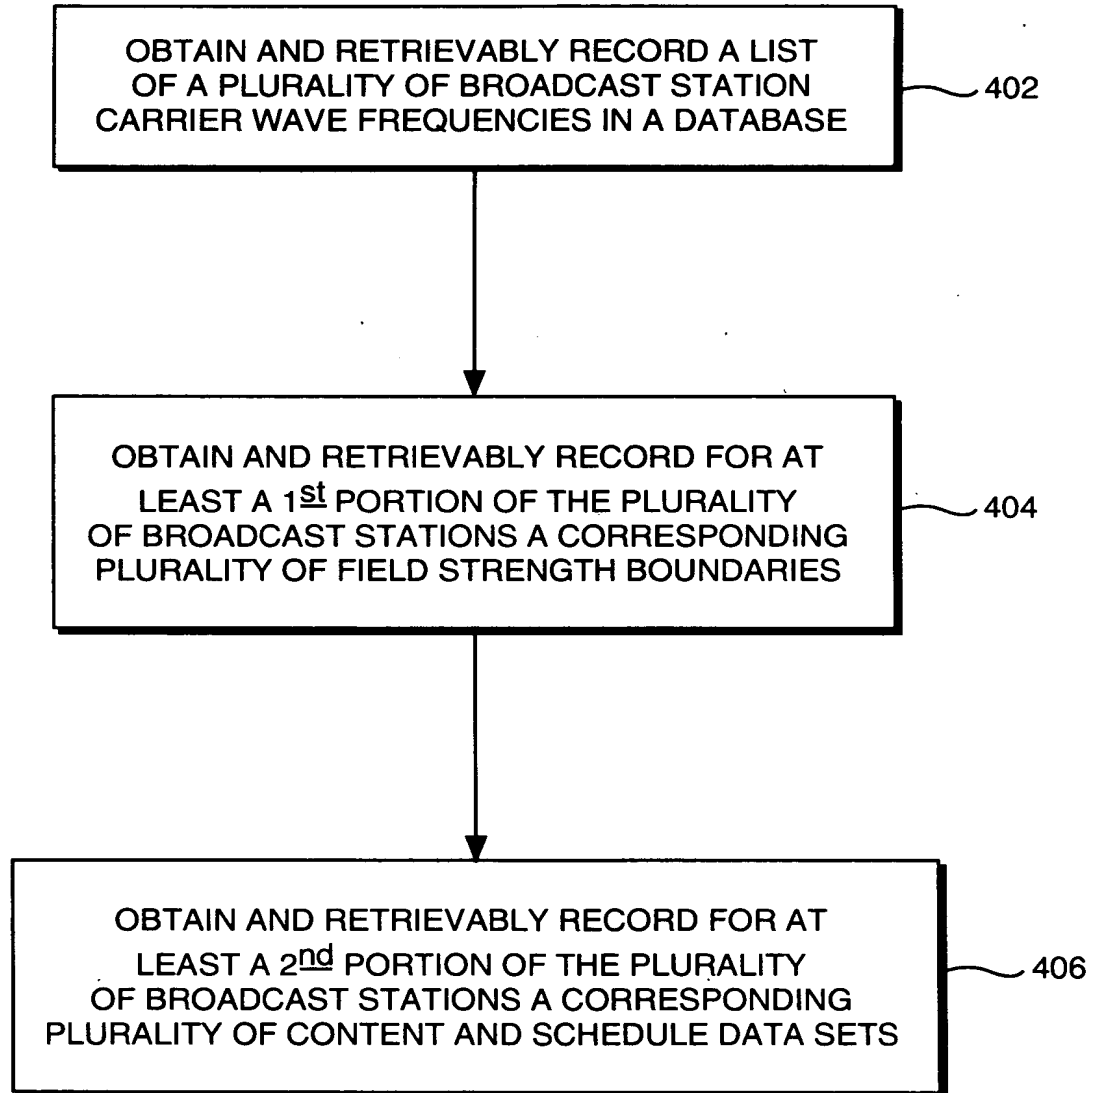 OBTAIN AND RETRIEVABLY RECORD A LIST
OF A PLURALITY OF BROADCAST STATION
CARRIER WAVE FREQUENCIES IN A DATABASE
402
OBTAIN AND RETRIEVABLY RECORD FOR AT
LEAST A 1st PORTION OF THE PLURALITY
OF BROADCAST STATIONS A CORRESPONDING
PLURALITY OF FIELD STRENGTH BOUNDARIES
404
OBTAIN AND RETRIEVABLY RECORD FOR AT
LEAST A 2nd PORTION OF THE PLURALITY
OF BROADCAST STATIONS A CORRESPONDING
PLURALITY OF CONTENT AND SCHEDULE DATA SETS
406